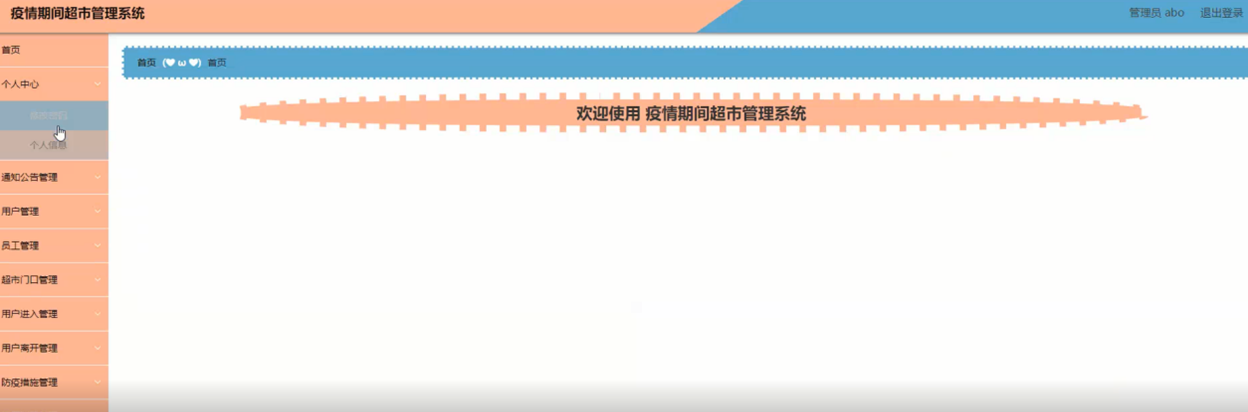 疫情期间超市管理系统
管理员 abo 退出登录
首页
个人中心
个人信息
通知公告管理
用户管理
员工管理
超市门口管理
用户进入管理
用户离开管理
防疫措施管理
首页 (♥ω♥) 首页
欢迎使用 疫情期间超市管理系统